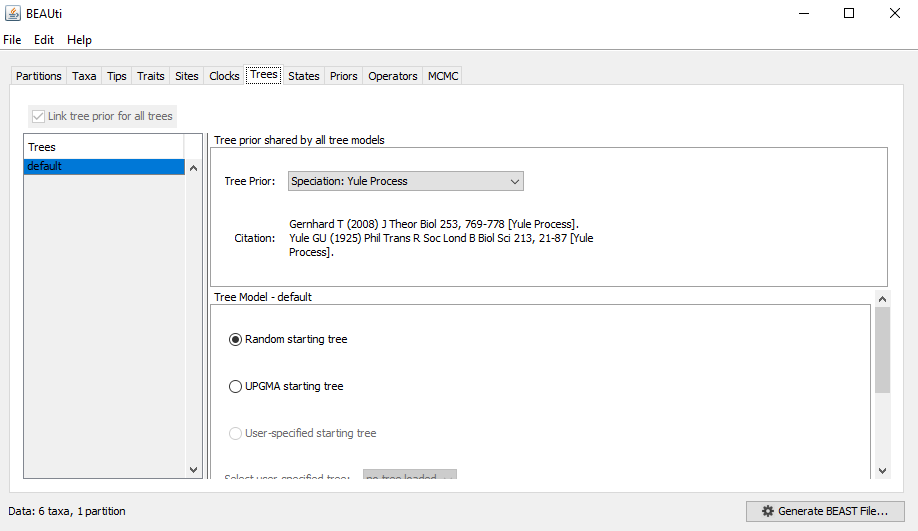 BEAUti
File Edit Help
Partitions Taxa Tips Traits Sites Clocks Trees States Priors Operators MCMC
Link tree prior for all trees
Trees
default
Tree prior shared by all tree models
Tree Prior: Speciation: Yule Process
Gernhard T (2008) J Theor Biol 253, 769-778 [Yule Process].
Citation: Yule GU (1925) Phil Trans R Soc Lond B Biol Sci 213, 21-87 [Yule
Process].
Tree Model - default
Random starting tree
UPGMA starting tree
User-specified starting tree
Select user-specified tree: no tree loaded
Data: 6 taxa, 1 partition
Generate BEAST File...